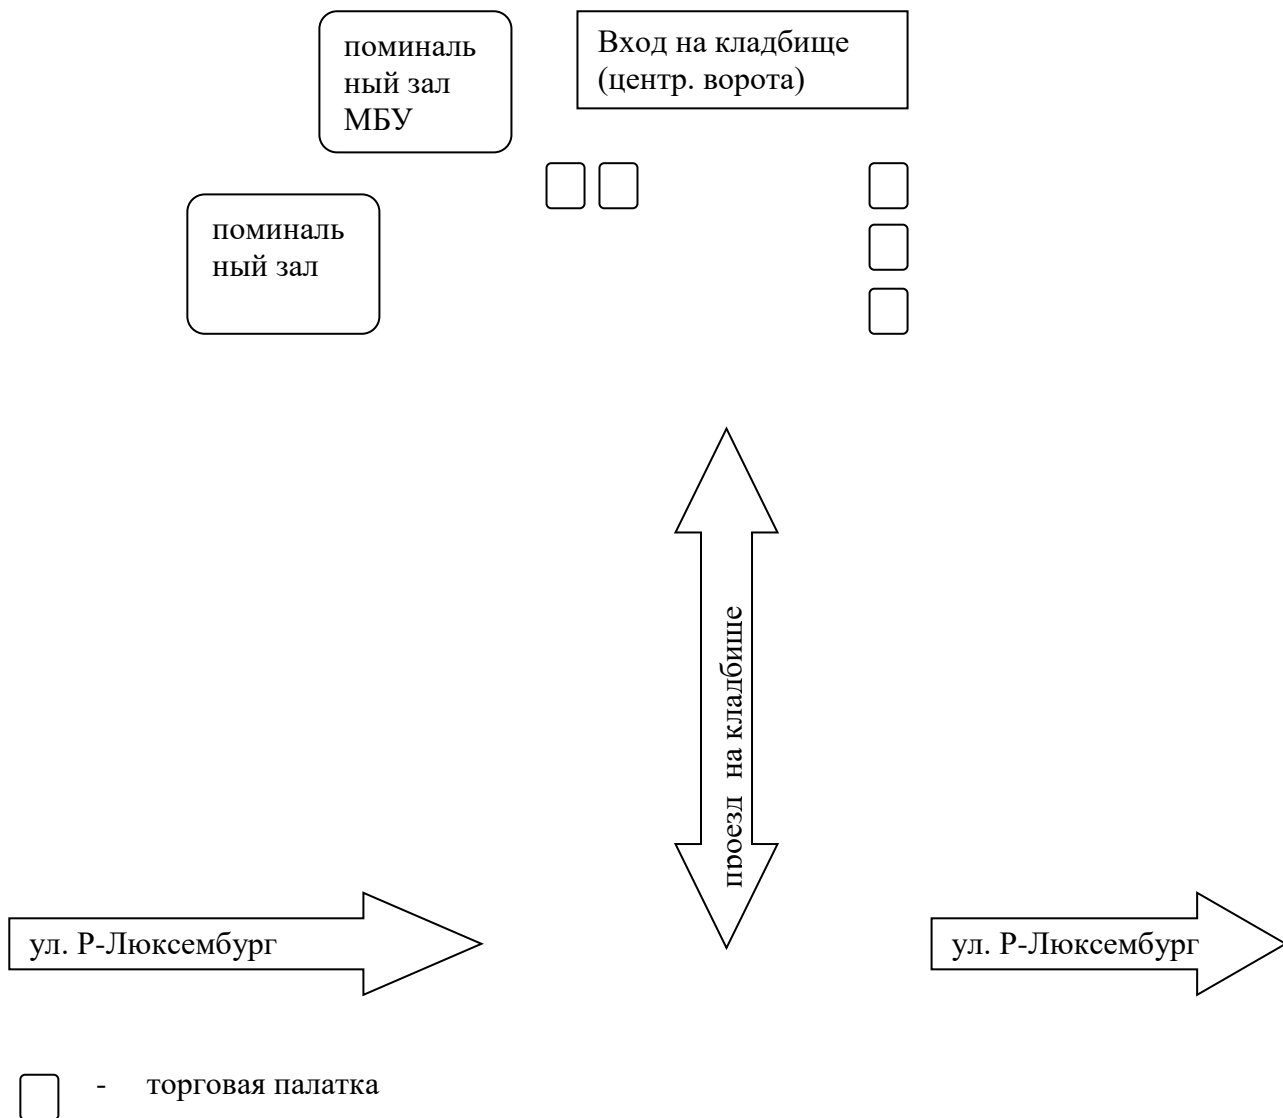 поминаль
ный зал
МБУ
Вход на кладбище
(центр. ворота)
поминаль
ный зал
проезд на кладбище
ул. Р-Люксембург
ул. Р-Люксембург
- торговая палатка